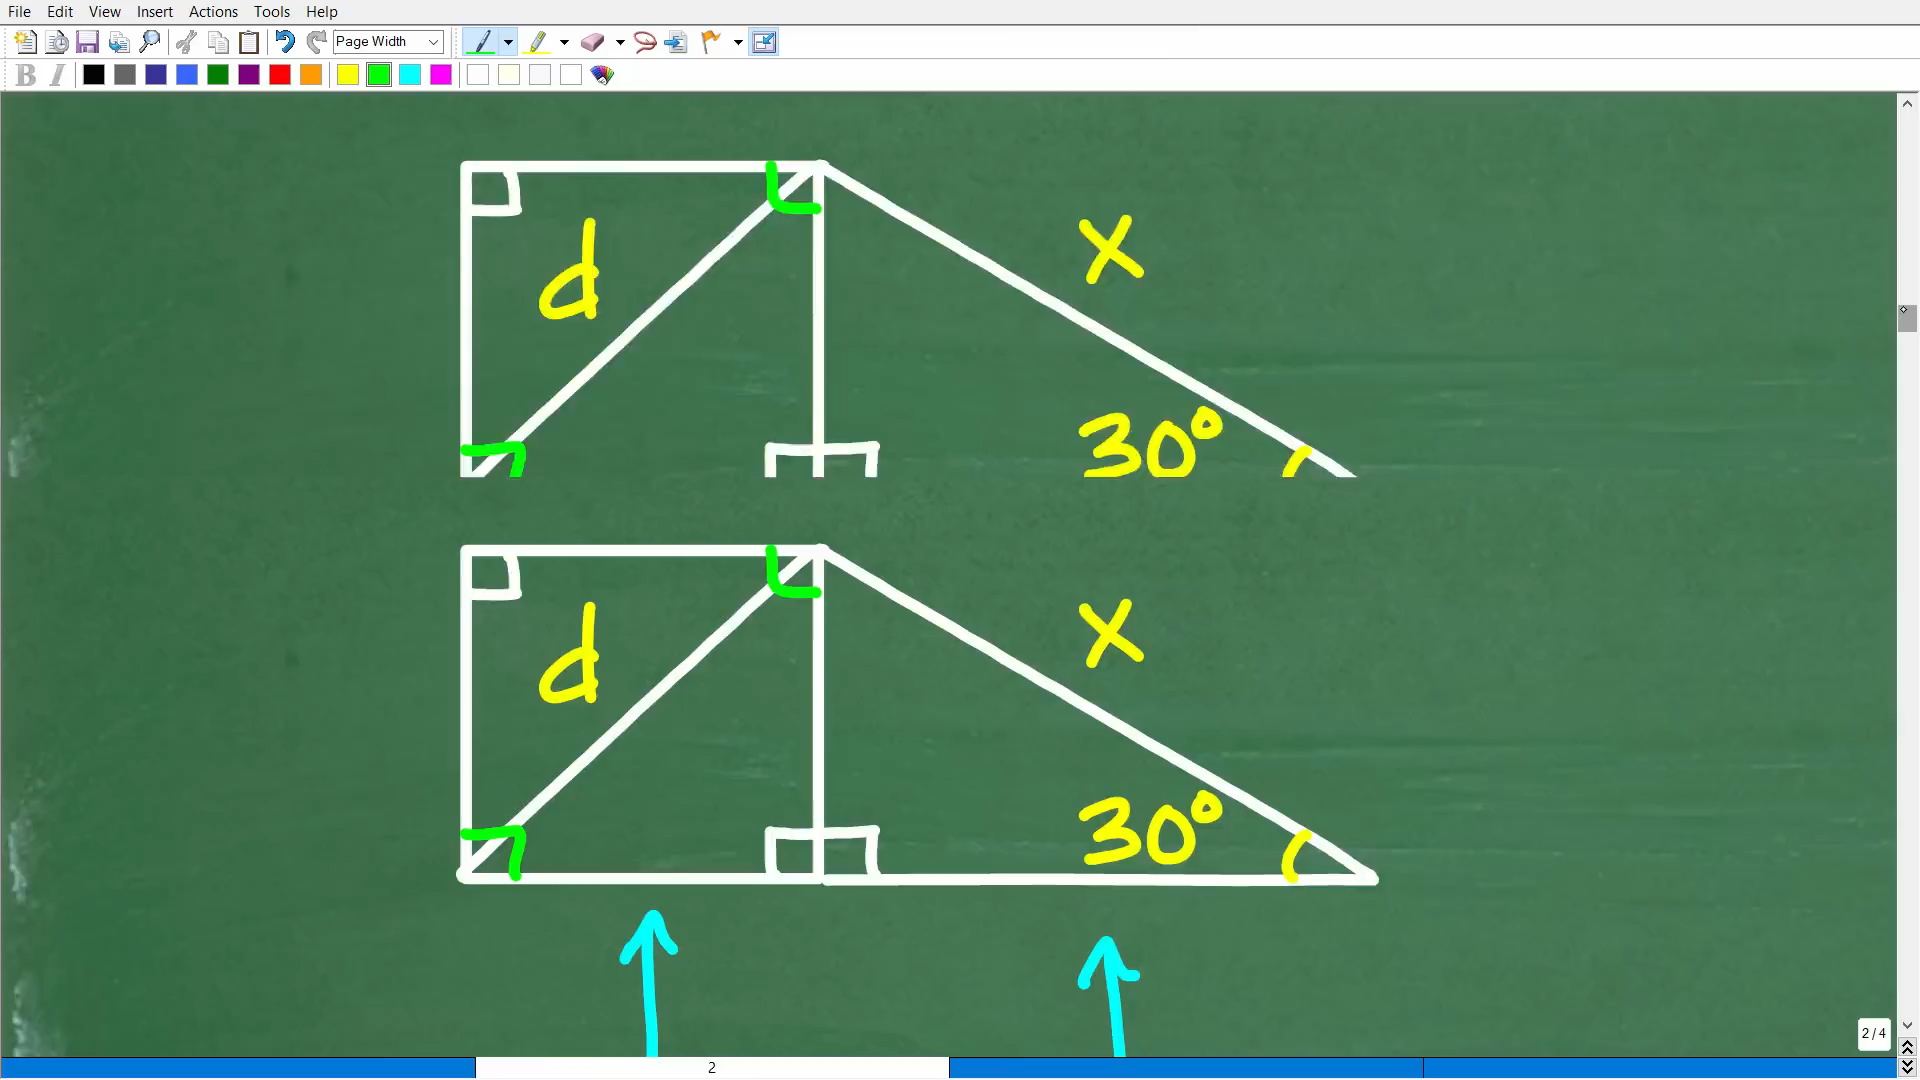 File Edit View Insert Actions Tools Help
Page Width
B I
d
x
30°
d
x
30°
2 / 4
2